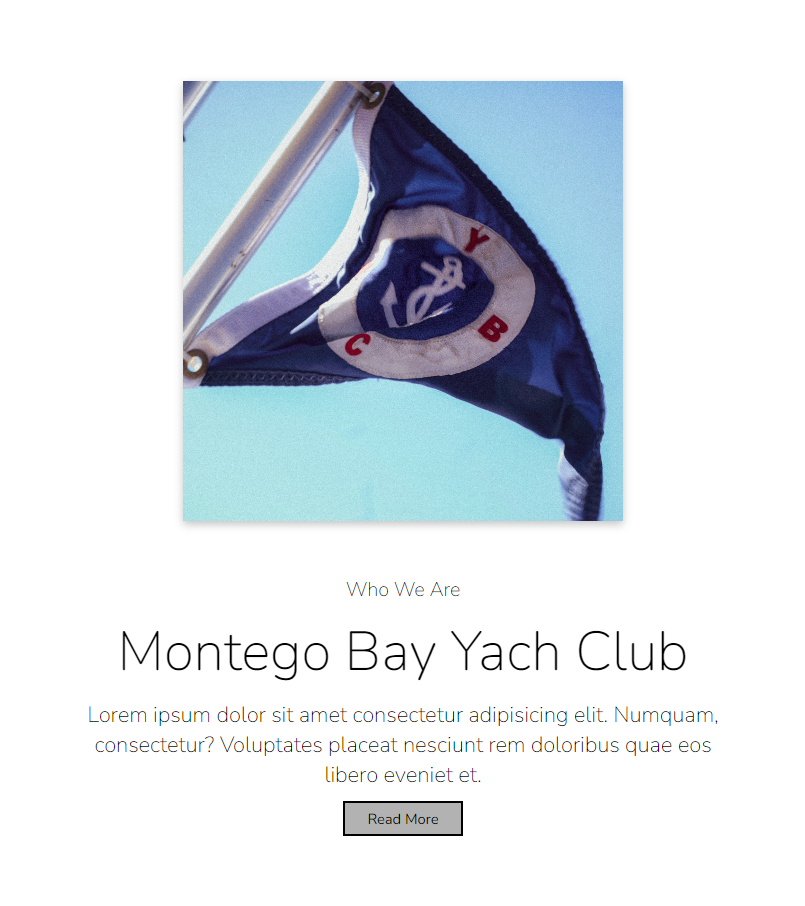 Y
B
C
Who We Are
Montego Bay Yach Club
Lorem ipsum dolor sit amet consectetur adipisicing elit. Numquam,
consectetur? Voluptates placeat nesciunt rem doloribus quae eos
libero eveniet et.
Read More